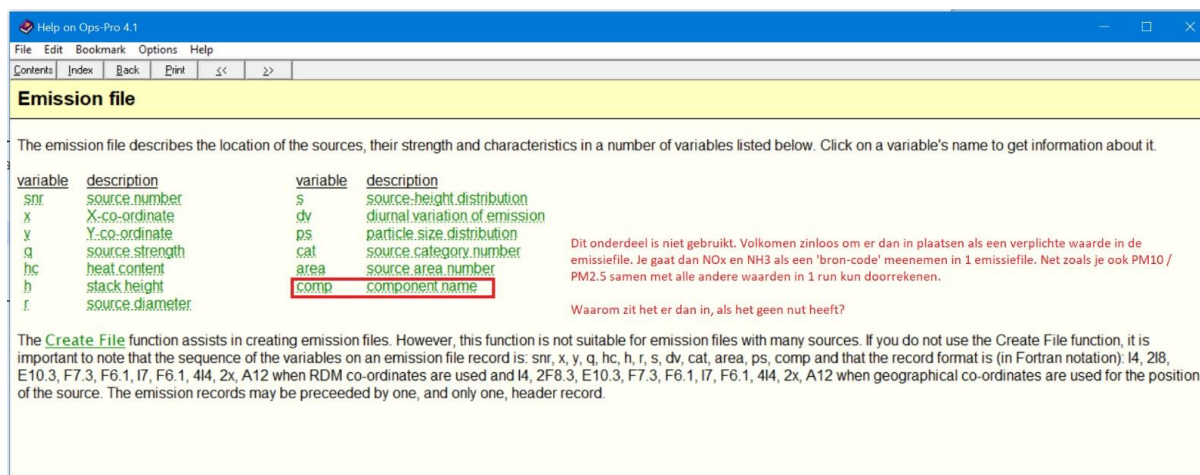 Help on Ops-Pro 4.1
File Edit Bookmark Options Help
Contents Index Back Print << >>
Emission file
The emission file describes the location of the sources, their strength and characteristics in a number of variables listed below. Click on a variable's name to get information about it.
variable description variable description
snr source number s source-height distribution
x X-co-ordinate dv diurnal variation of emission
y Y-co-ordinate ps particle size distribution
q source strength cat source category number
hc heat content area source area number
h stack height comp component name
r source diameter
Dit onderdeel is niet gebruikt. Volkomen zinloos om er dan in plaatsen als een verplichte waarde in de
emissiefile. Je gaat dan NOx en NH3 als een 'bron-code' meenemen in 1 emissiefile. Net zoals je ook PM10 /
PM2.5 samen met alle andere waarden in 1 run kun doorrekenen.
Waarom zit het er dan in, als het geen nut heeft?
The Create File function assists in creating emission files. However, this function is not suitable for emission files with many sources. If you do not use the Create File function, it is
important to note that the sequence of the variables on an emission file record is: snr, x, y, q, hc, h, r, s, dv, cat, area, ps, comp and that the record format is (in Fortran notation): I4, 2I8,
E10.3, F7.3, F6.1, I7, F6.1, 4I4, 2x, A12 when RDM co-ordinates are used and I4, 2F8.3, E10.3, F7.3, F6.1, I7, F6.1, 4I4, 2x, A12 when geographical co-ordinates are used for the position
of the source. The emission records may be preceeded by one, and only one, header record.